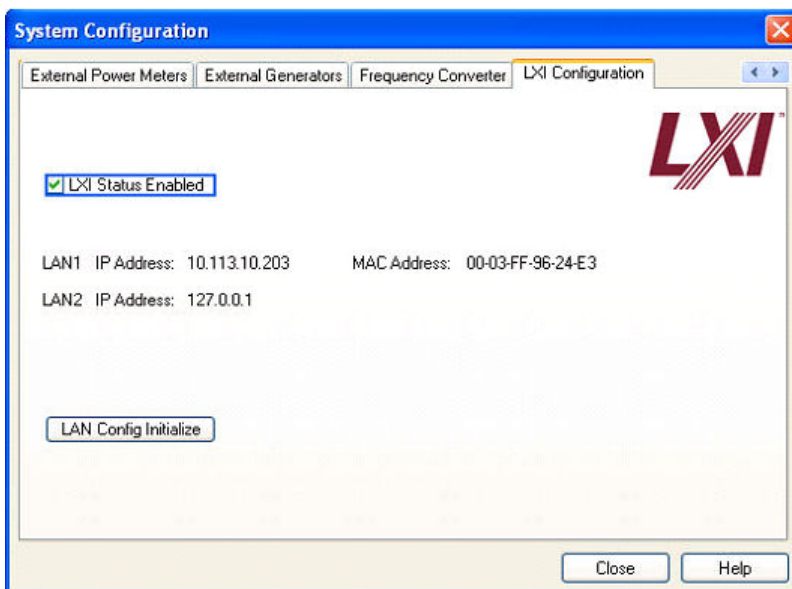 System Configuration
External Power Meters External Generators Frequency Converter LXI Configuration
LXI
LXI Status Enabled
LAN1 IP Address: 10.113.10.203 MAC Address: 00-03-FF-96-24-E3
LAN2 IP Address: 127.0.0.1
LAN Config Initialize
Close Help